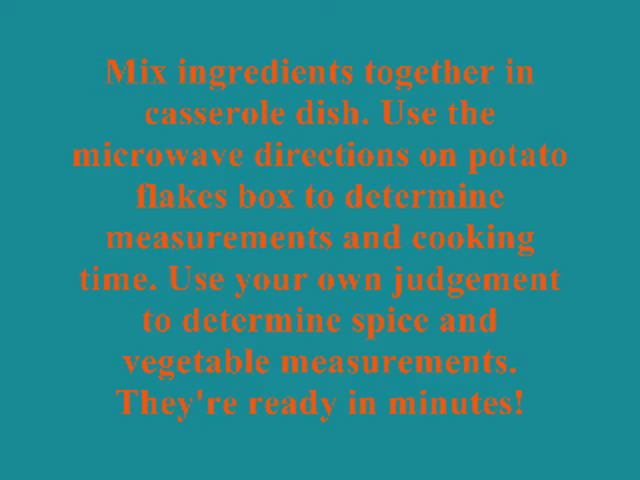 Mix ingredients together in
casserole dish. Use the
microwave directions on potato
flakes box to determine
measurements and cooking
time. Use your own judgement
to determine spice and
vegetable measurements.
They're ready in minutes!